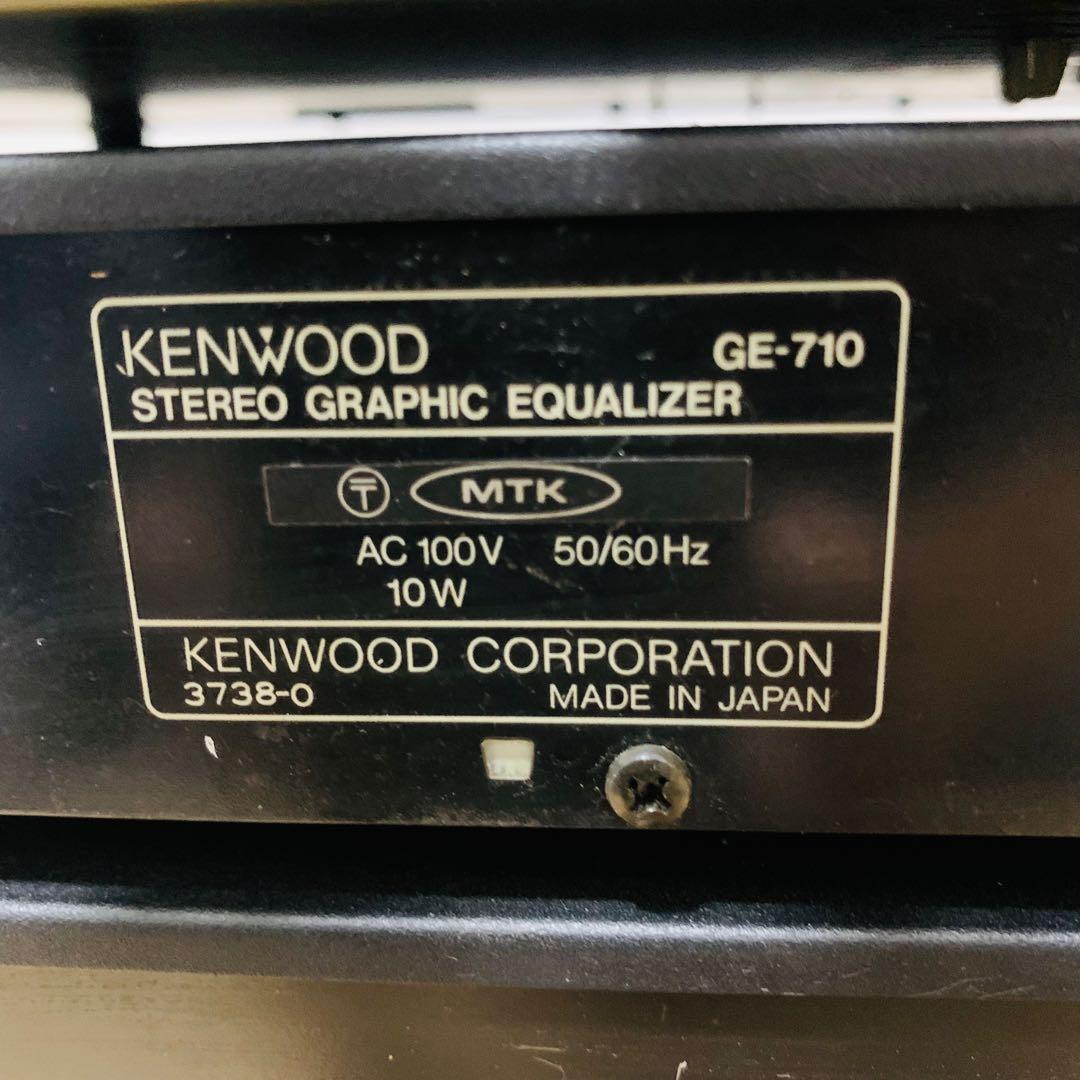 KENWOOD GE-710
STEREO GRAPHIC EQUALIZER
〒 MTK
AC 100V 50/60Hz
10W
KENWOOD CORPORATION
3738-0 MADE IN JAPAN